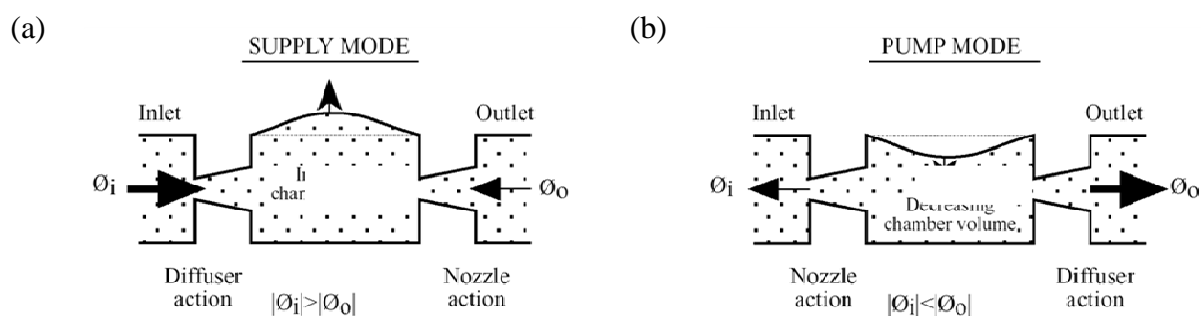 (a)
SUPPLY MODE
Inlet
Outlet
Øi
Øo
Diffuser
action
|Øi|>|Øo|
Nozzle
action
(b)
PUMP MODE
Inlet
Outlet
Øi
Øo
Decreasing
chamber volume
Nozzle
action
|Øi|<|Øo|
Diffuser
action